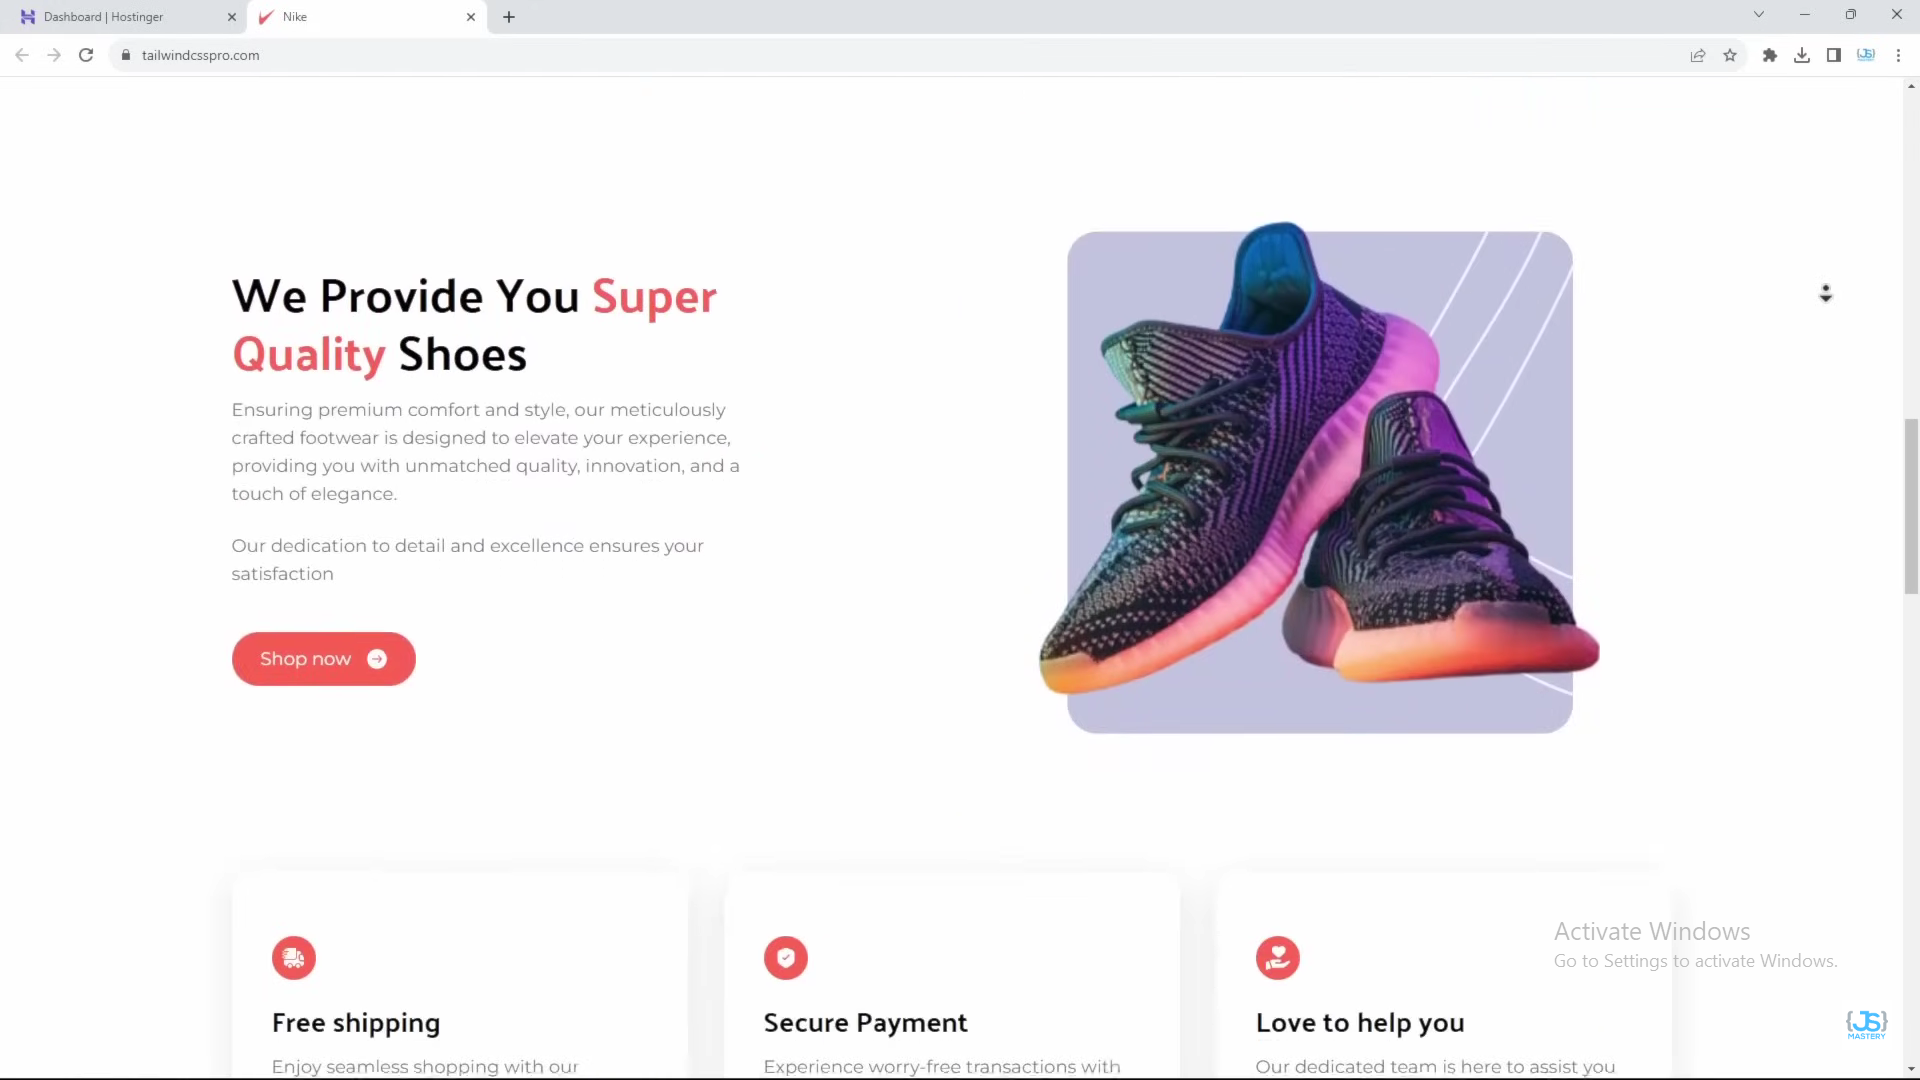 Dashboard | Hostinger
Nike
tailwindcsspro.com
We Provide You Super
Quality Shoes
Ensuring premium comfort and style, our meticulously
crafted footwear is designed to elevate your experience,
providing you with unmatched quality, innovation, and a
touch of elegance.
Our dedication to detail and excellence ensures your
satisfaction
Shop now
Free shipping
Enjoy seamless shopping with our
Secure Payment
Experience worry-free transactions with
Love to help you
Our dedicated team is here to assist you
Activate Windows
Go to Settings to activate Windows.
{JS}
MASTERY